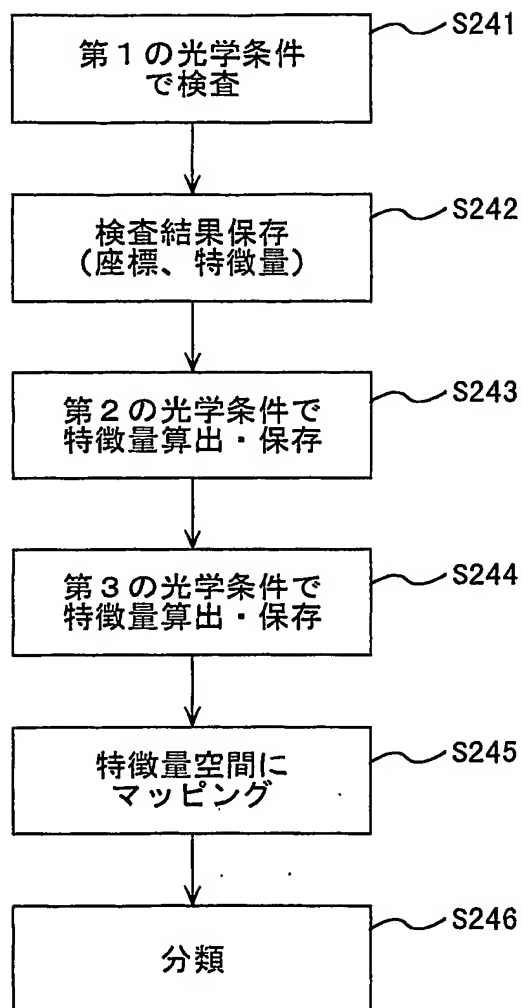 S241
第1の光学条件
で検査
S242
検査結果保存
(座標、特徴量)
S243
第2の光学条件で
特徴量算出・保存
S244
第3の光学条件で
特徴量算出・保存
S245
特徴量空間に
マッピング
S246
分類